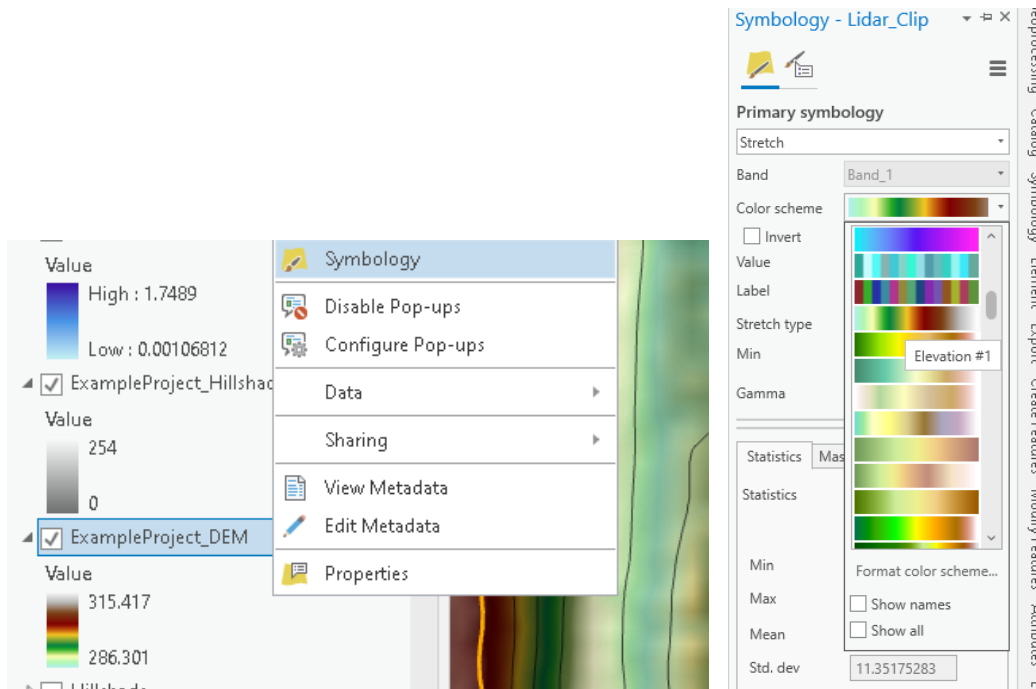 Value
High : 1.7489
Low : 0.00106812
ExampleProject_Hillshad
Value
254
0
ExampleProject_DEM
Value
315.417
286.301
Symbology
Disable Pop-ups
Configure Pop-ups
Data
Sharing
View Metadata
Edit Metadata
Properties
Symbology - Lidar_Clip
Primary symbology
Stretch
Band
Band_1
Color scheme
Invert
Value
Label
Stretch type
Min
Gamma
Elevation #1
Statistics
Mas
Statistics
Min
Max
Mean
Std. dev
11.35175283
Format color scheme...
Show names
Show all
Catalog
Symbology
Element
Export
Create Features
Modify Features